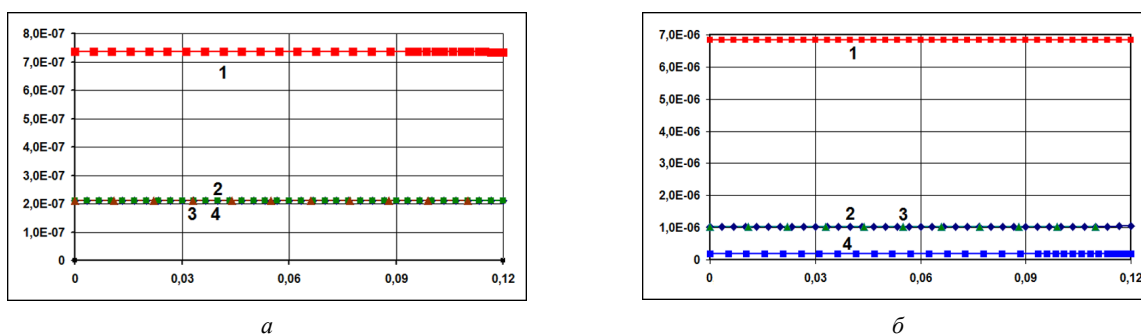 8,0E-07
7,0E-07
6,0E-07
5,0E-07
4,0E-07
3,0E-07
2,0E-07
1,0E-07
0
1
2
3 4
0 0,03 0,06 0,09 0,12
а
7,0E-06
6,0E-06
5,0E-06
4,0E-06
3,0E-06
2,0E-06
1,0E-06
0
1
2 3
4
0 0,03 0,06 0,09 0,12
б